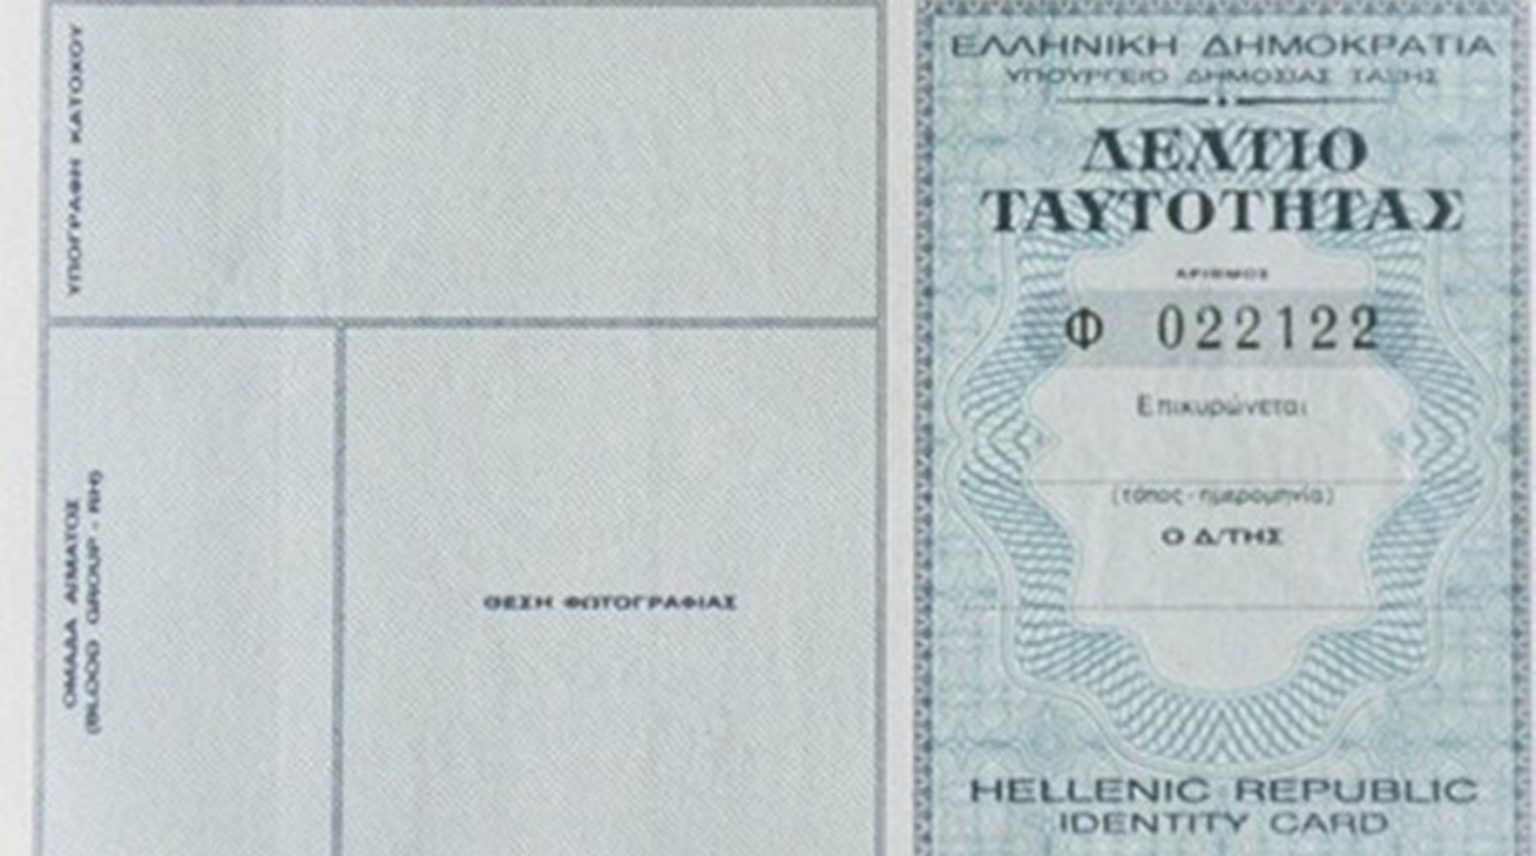 ΥΠΟΓΡΑΦΗ ΚΑΤΟΧΟΥ
ΟΜΑΔΑ ΑΙΜΑΤΟΣ
(BLOOD GROUP - RH)
ΘΕΣΗ ΦΩΤΟΓΡΑΦΙΑΣ
ΕΛΛΗΝΙΚΗ ΔΗΜΟΚΡΑΤΙΑ
ΥΠΟΥΡΓΕΙΟ ΔΗΜΟΣΙΑΣ ΤΑΞΗΣ
ΔΕΛΤΙΟ
ΤΑΥΤΟΤΗΤΑΣ
ΑΡΙΘΜΟΣ
Φ 022122
Επικυρώνεται
(τόπος - ημερομηνία)
Ο Δ/ΤΗΣ
HELLENIC REPUBLIC
IDENTITY CARD